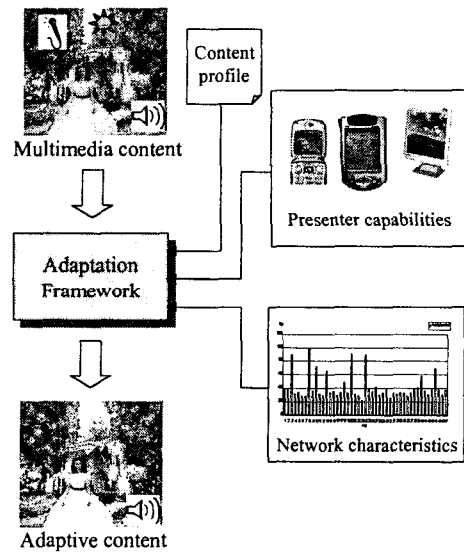 Content
profile
Multimedia content
Presenter capabilities
Adaptation
Framework
Network characteristics
Adaptive content